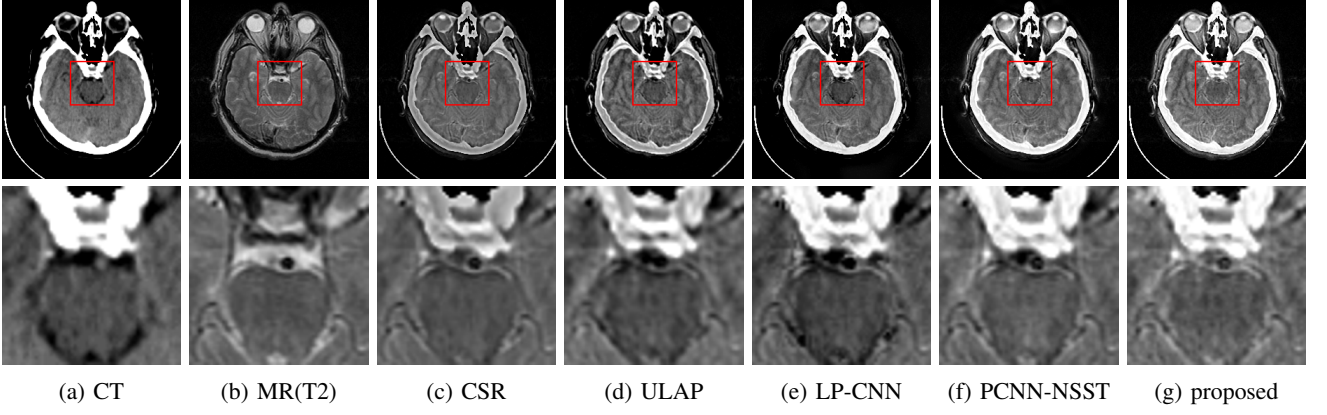 (a) CT
(b) MR(T2)
(c) CSR
(d) ULAP
(e) LP-CNN
(f) PCNN-NSST
(g) proposed